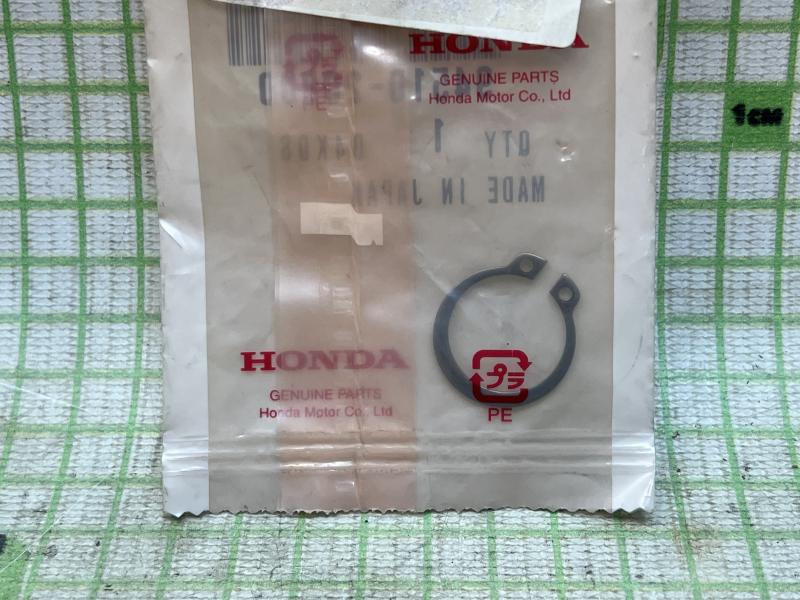 HONDA
GENUINE PARTS
Honda Motor Co., Ltd
1CM
QTY 1
MADE IN JAPAN
HONDA
GENUINE PARTS
Honda Motor Co., Ltd
プラ
PE